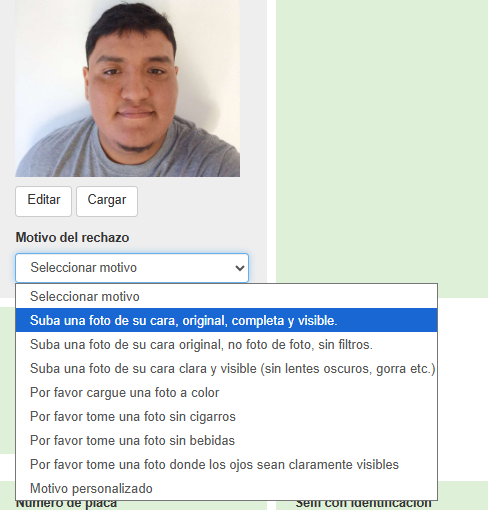 Editar
Cargar
Motivo del rechazo
Seleccionar motivo
Seleccionar motivo
Suba una foto de su cara, original, completa y visible.
Suba una foto de su cara original, no foto de foto, sin filtros.
Suba una foto de su cara clara y visible (sin lentes oscuros, gorra etc.)
Por favor cargue una foto a color
Por favor tome una foto sin cigarros
Por favor tome una foto sin bebidas
Por favor tome una foto donde los ojos sean claramente visibles
Motivo personalizado
Número de placa
Selfi con identificación